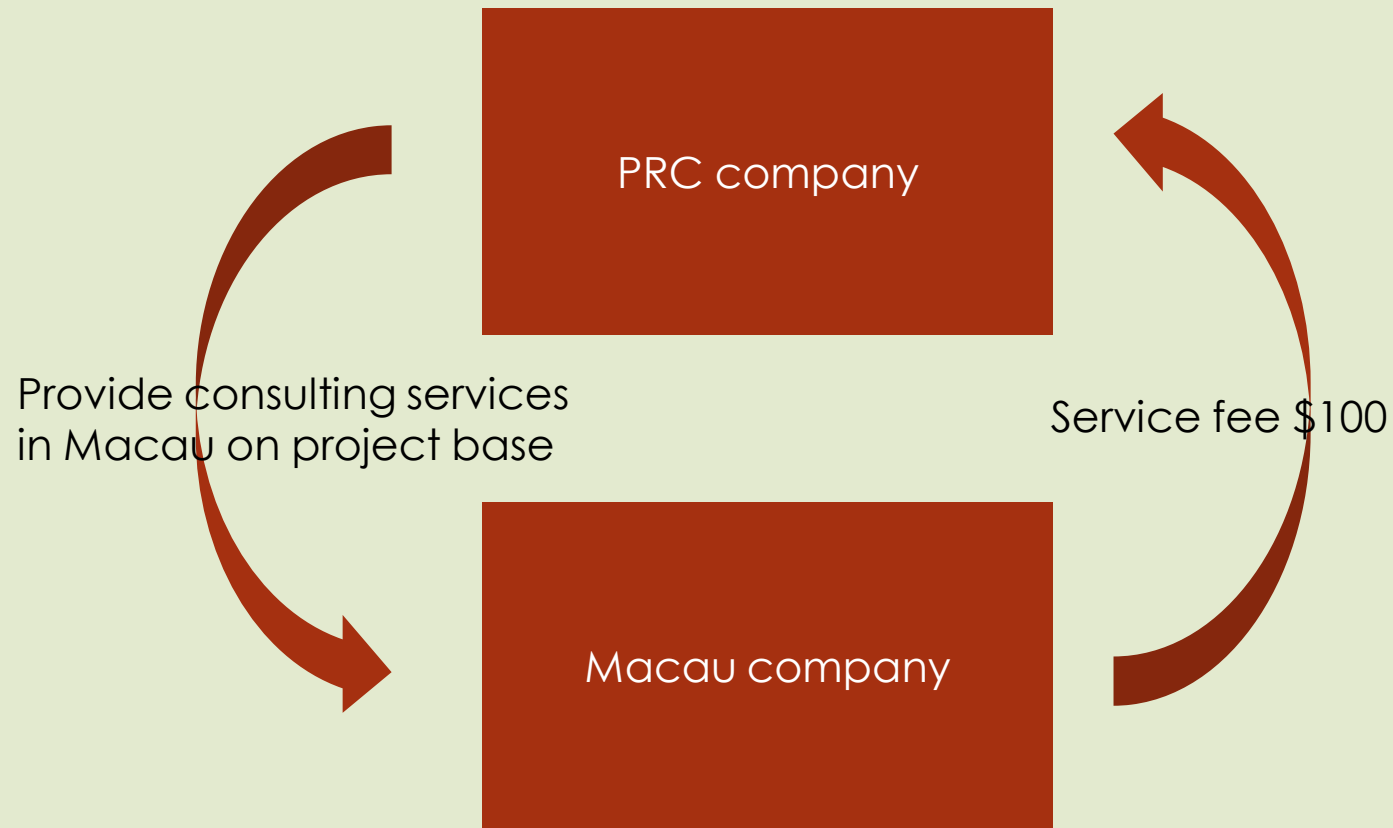 PRC company
Provide consulting services
in Macau on project base
Service fee $100
Macau company